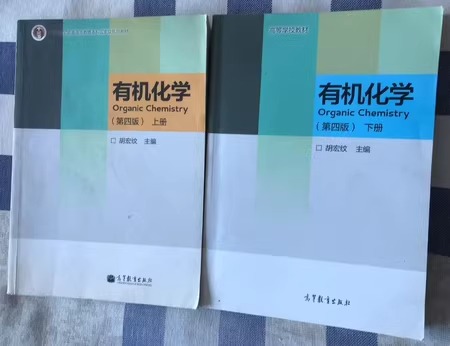 有机化学
Organic Chemistry
（第四版） 上册
□ 胡宏纹 主编
高等教育出版社
高等学校教材
有机化学
Organic Chemistry
（第四版） 下册
□ 胡宏纹 主编
高等教育出版社